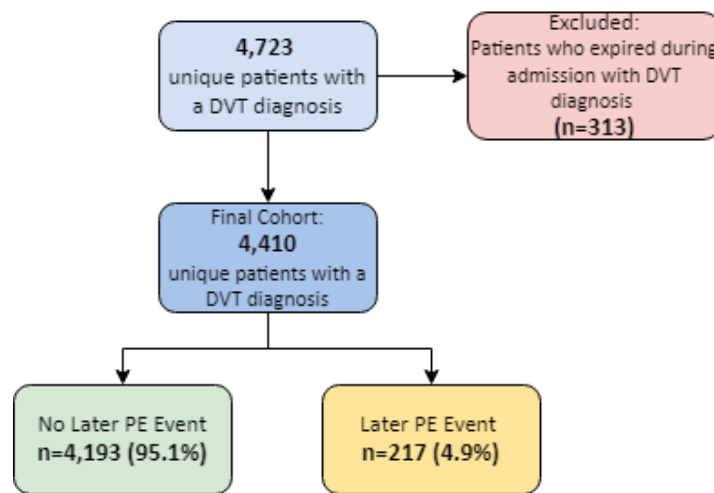 4,723
unique patients with
a DVT diagnosis
Excluded:
Patients who expired during
admission with DVT
diagnosis
(n=313)
Final Cohort:
4,410
unique patients with a
DVT diagnosis
No Later PE Event
n=4,193 (95.1%)
Later PE Event
n=217 (4.9%)